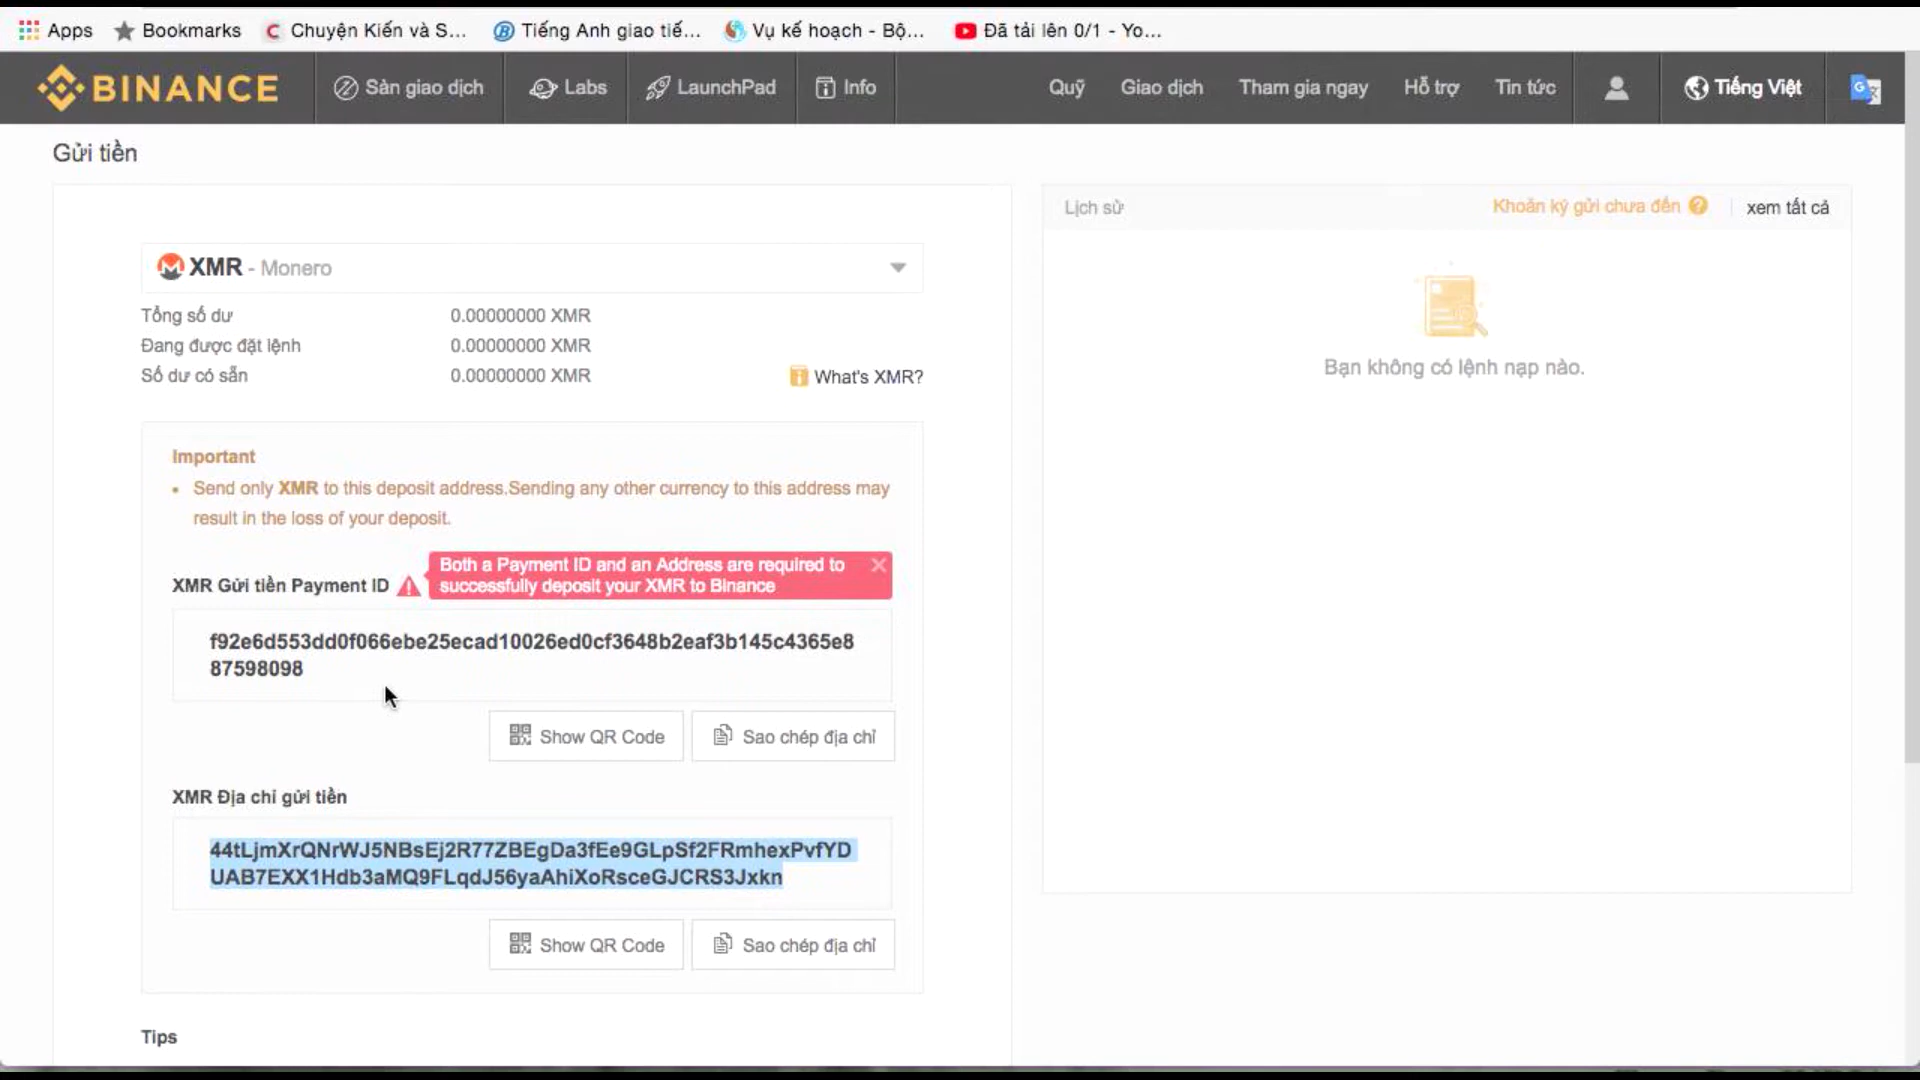 Apps Bookmarks Chuyện Kiến và S... Tiếng Anh giao tiế... Vụ kế hoạch - Bộ... Đã tải lên 0/1 - Yo...
BINANCE Sàn giao dịch Labs LaunchPad Info Quỹ Giao dịch Tham gia ngay Hỗ trợ Tin tức Tiếng Việt
Gửi tiền
Lịch sử Khoản ký gửi chưa đến ? xem tất cả
XMR - Monero
Tổng số dư 0.00000000 XMR
Đang được đặt lệnh 0.00000000 XMR
Số dư có sẵn 0.00000000 XMR
What's XMR?
Bạn không có lệnh nạp nào.
Important
Send only XMR to this deposit address.Sending any other currency to this address may
result in the loss of your deposit.
XMR Gửi tiền Payment ID
Both a Payment ID and an Address are required to
successfully deposit your XMR to Binance
f92e6d553dd0f066ebe25ecad10026ed0cf3648b2eaf3b145c4365e8
87598098
Show QR Code Sao chép địa chỉ
XMR Địa chỉ gửi tiền
44tLjmXrQNrWJ5NBsEj2R77ZBEgDa3fEe9GLpSf2FRmhexPvfYD
UAB7EXX1Hdb3aMQ9FLqdJ56yaAhiXoRsceGJCRS3Jxkn
Show QR Code Sao chép địa chỉ
Tips